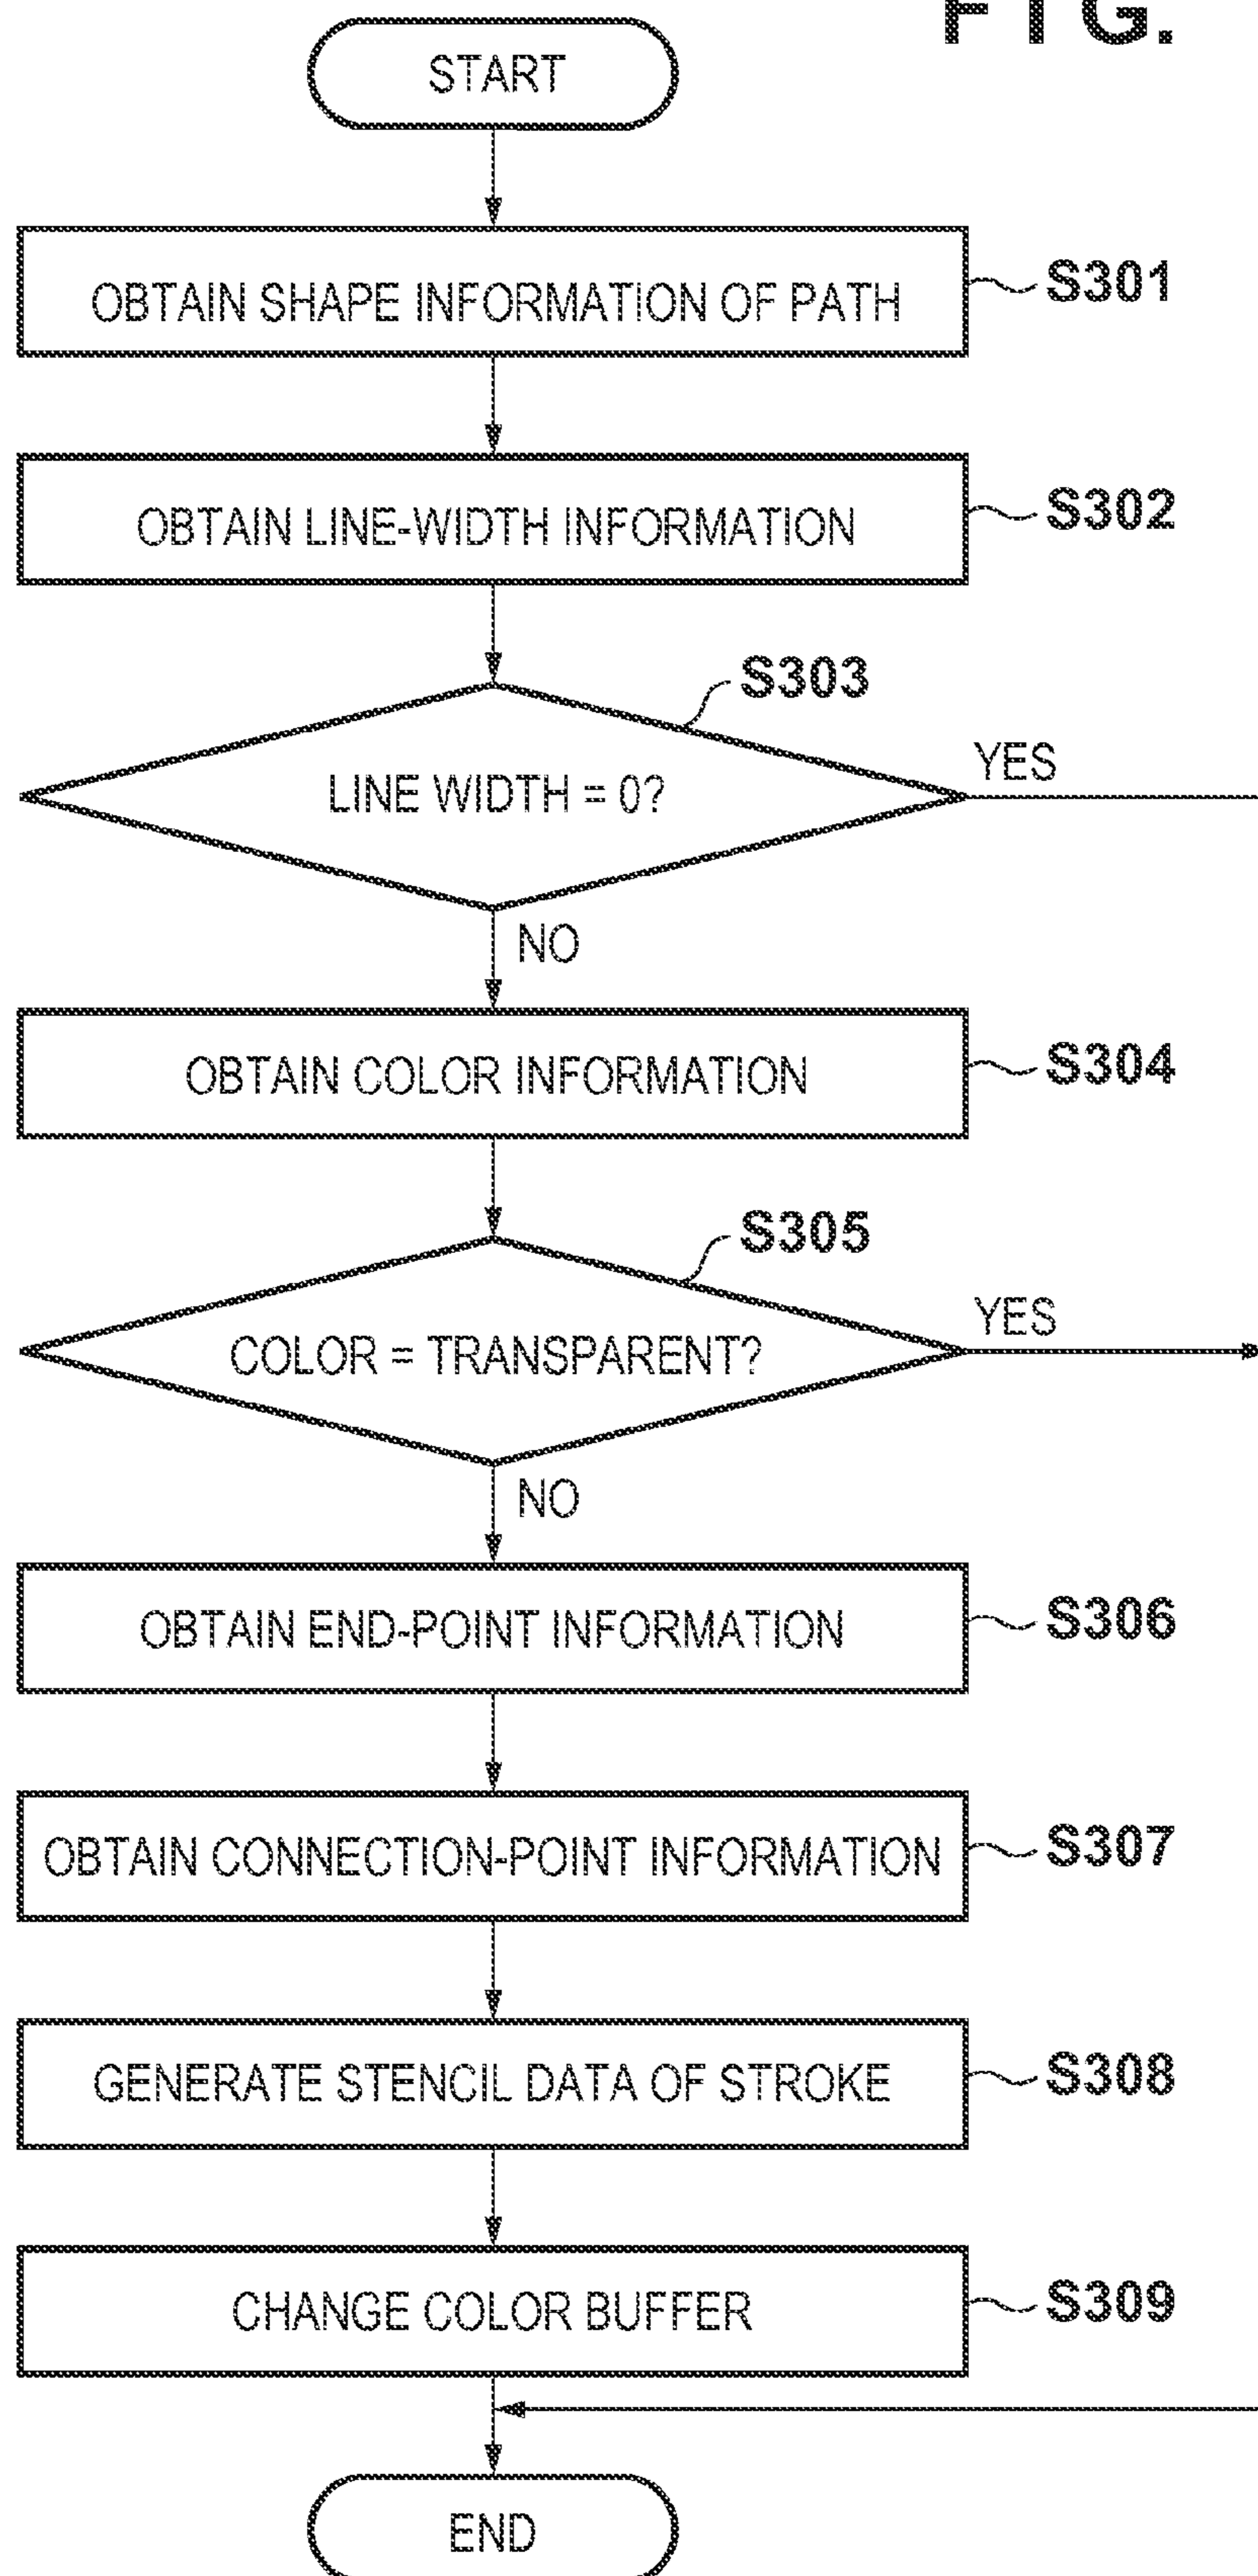 FIG.
START
OBTAIN SHAPE INFORMATION OF PATH
S301
OBTAIN LINE-WIDTH INFORMATION
S302
S303
LINE WIDTH = 0?
YES
NO
OBTAIN COLOR INFORMATION
S304
S305
COLOR = TRANSPARENT?
YES
NO
OBTAIN END-POINT INFORMATION
S306
OBTAIN CONNECTION-POINT INFORMATION
S307
GENERATE STENCIL DATA OF STROKE
S308
CHANGE COLOR BUFFER
S309
END